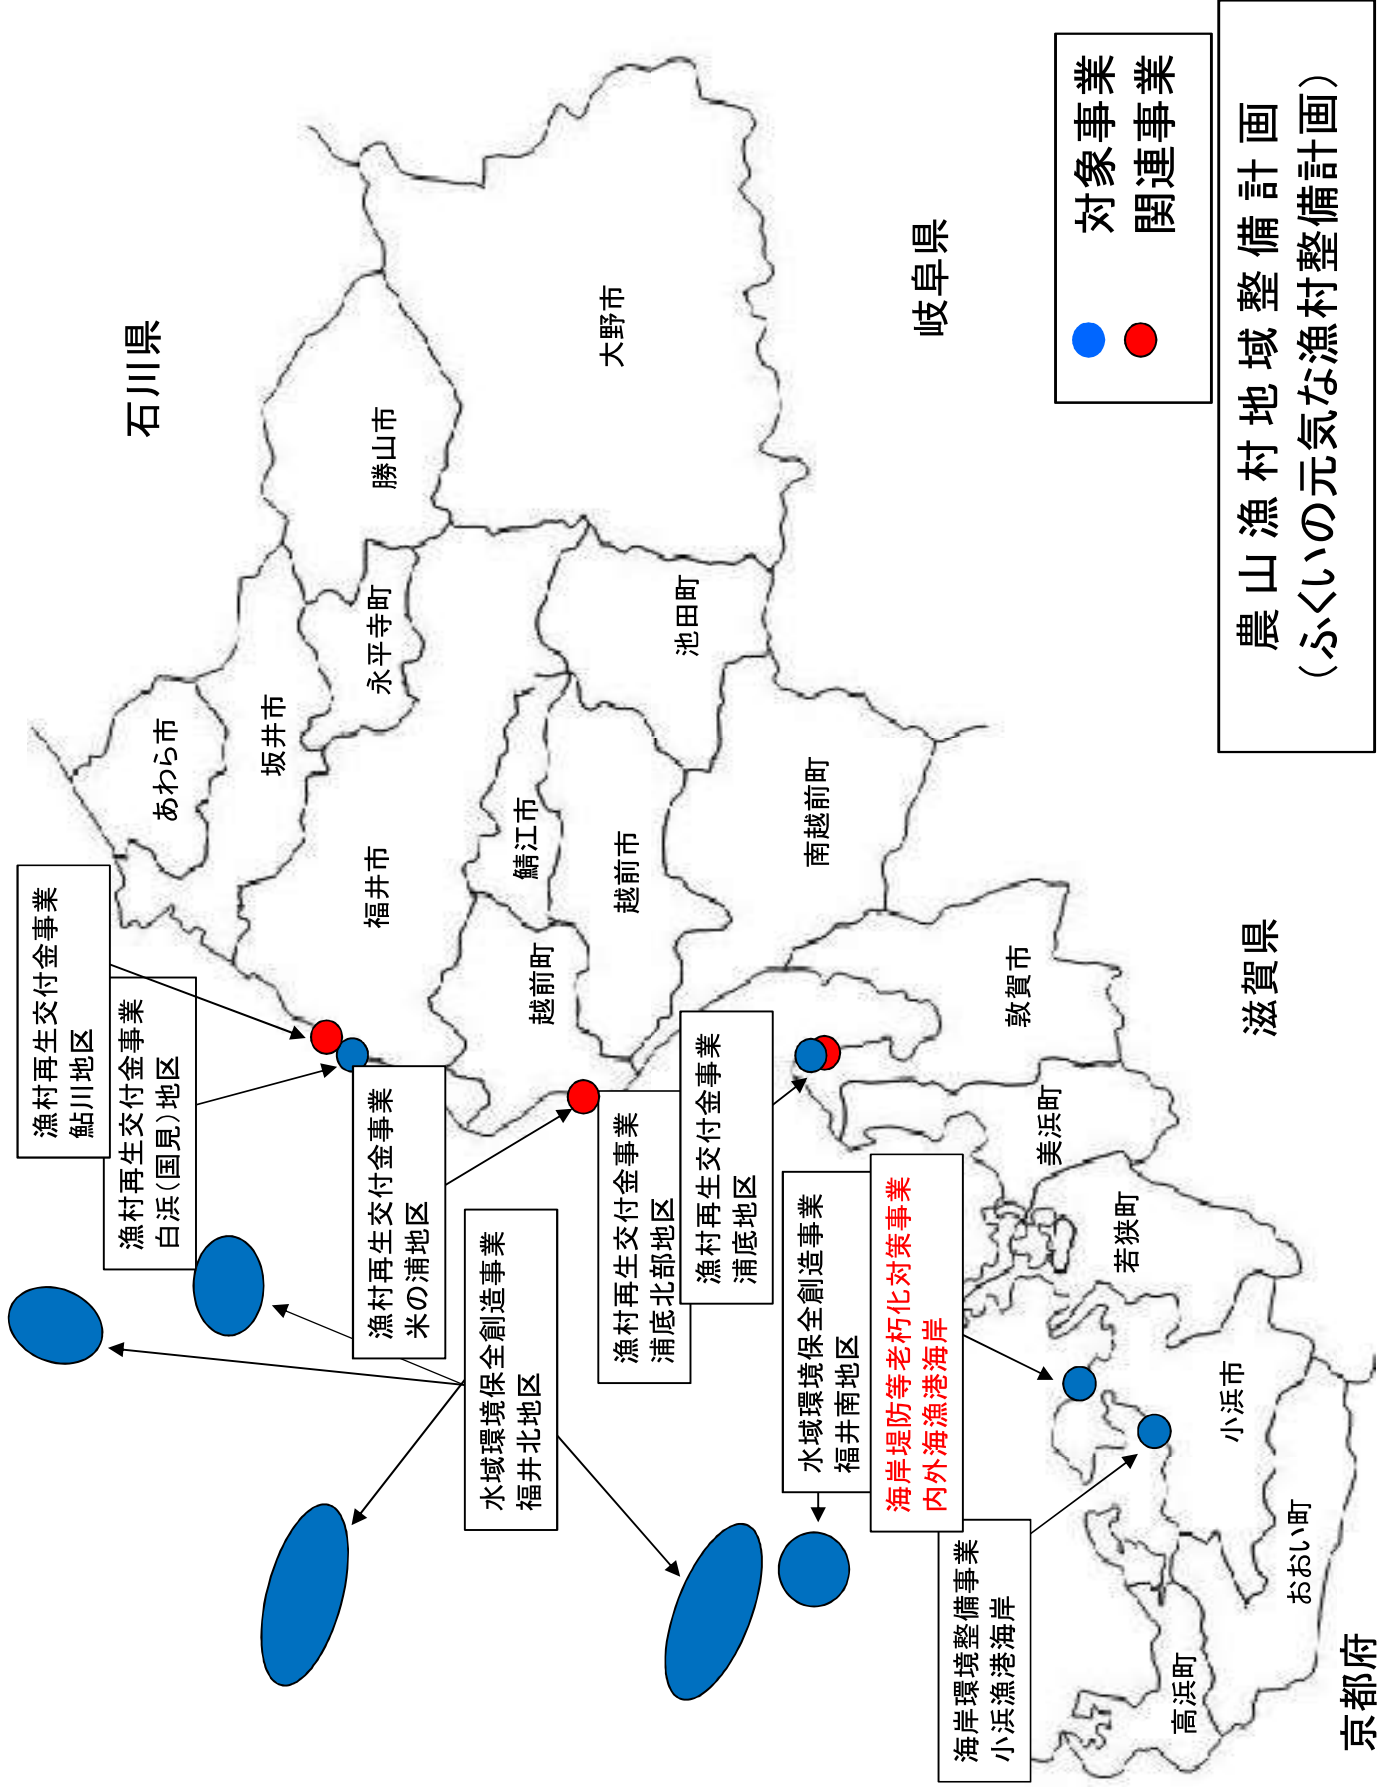 農山漁村地域整備計画
（ふくいの元気な漁村整備計画）
対象事業
関連事業
石川県
岐阜県
滋賀県
京都府
あわら市
坂井市
永平寺町
勝山市
大野市
福井市
鯖江市
越前町
越前市
池田町
南越前町
敦賀市
美浜町
若狭町
小浜市
おおい町
高浜町
漁村再生交付金事業
鮎川地区
漁村再生交付金事業
白浜（国見）地区
漁村再生交付金事業
米の浦地区
水域環境保全創造事業
福井北地区
漁村再生交付金事業
浦底北部地区
漁村再生交付金事業
浦底地区
水域環境保全創造事業
福井南地区
海岸堤防等老朽化対策事業
内外海漁港海岸
海岸環境整備事業
小浜漁港海岸